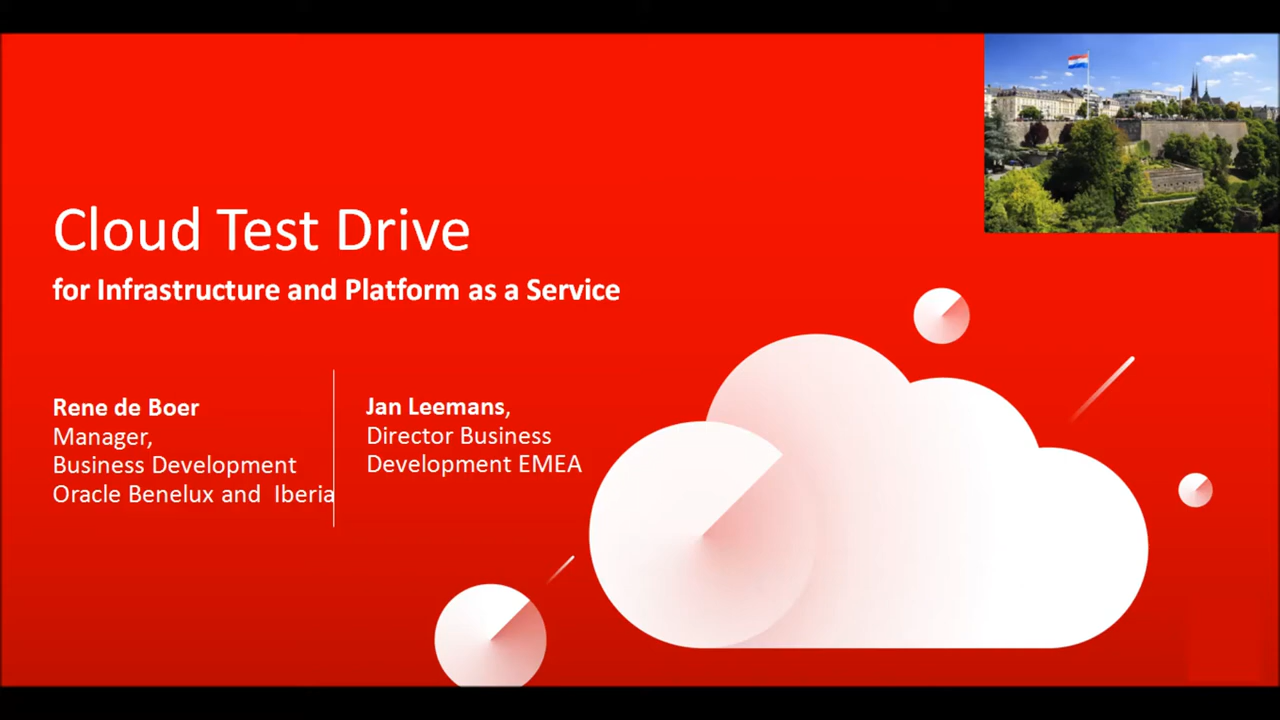 Cloud Test Drive
for Infrastructure and Platform as a Service
Rene de Boer
Manager,
Business Development
Oracle Benelux and Iberia
Jan Leemans,
Director Business
Development EMEA